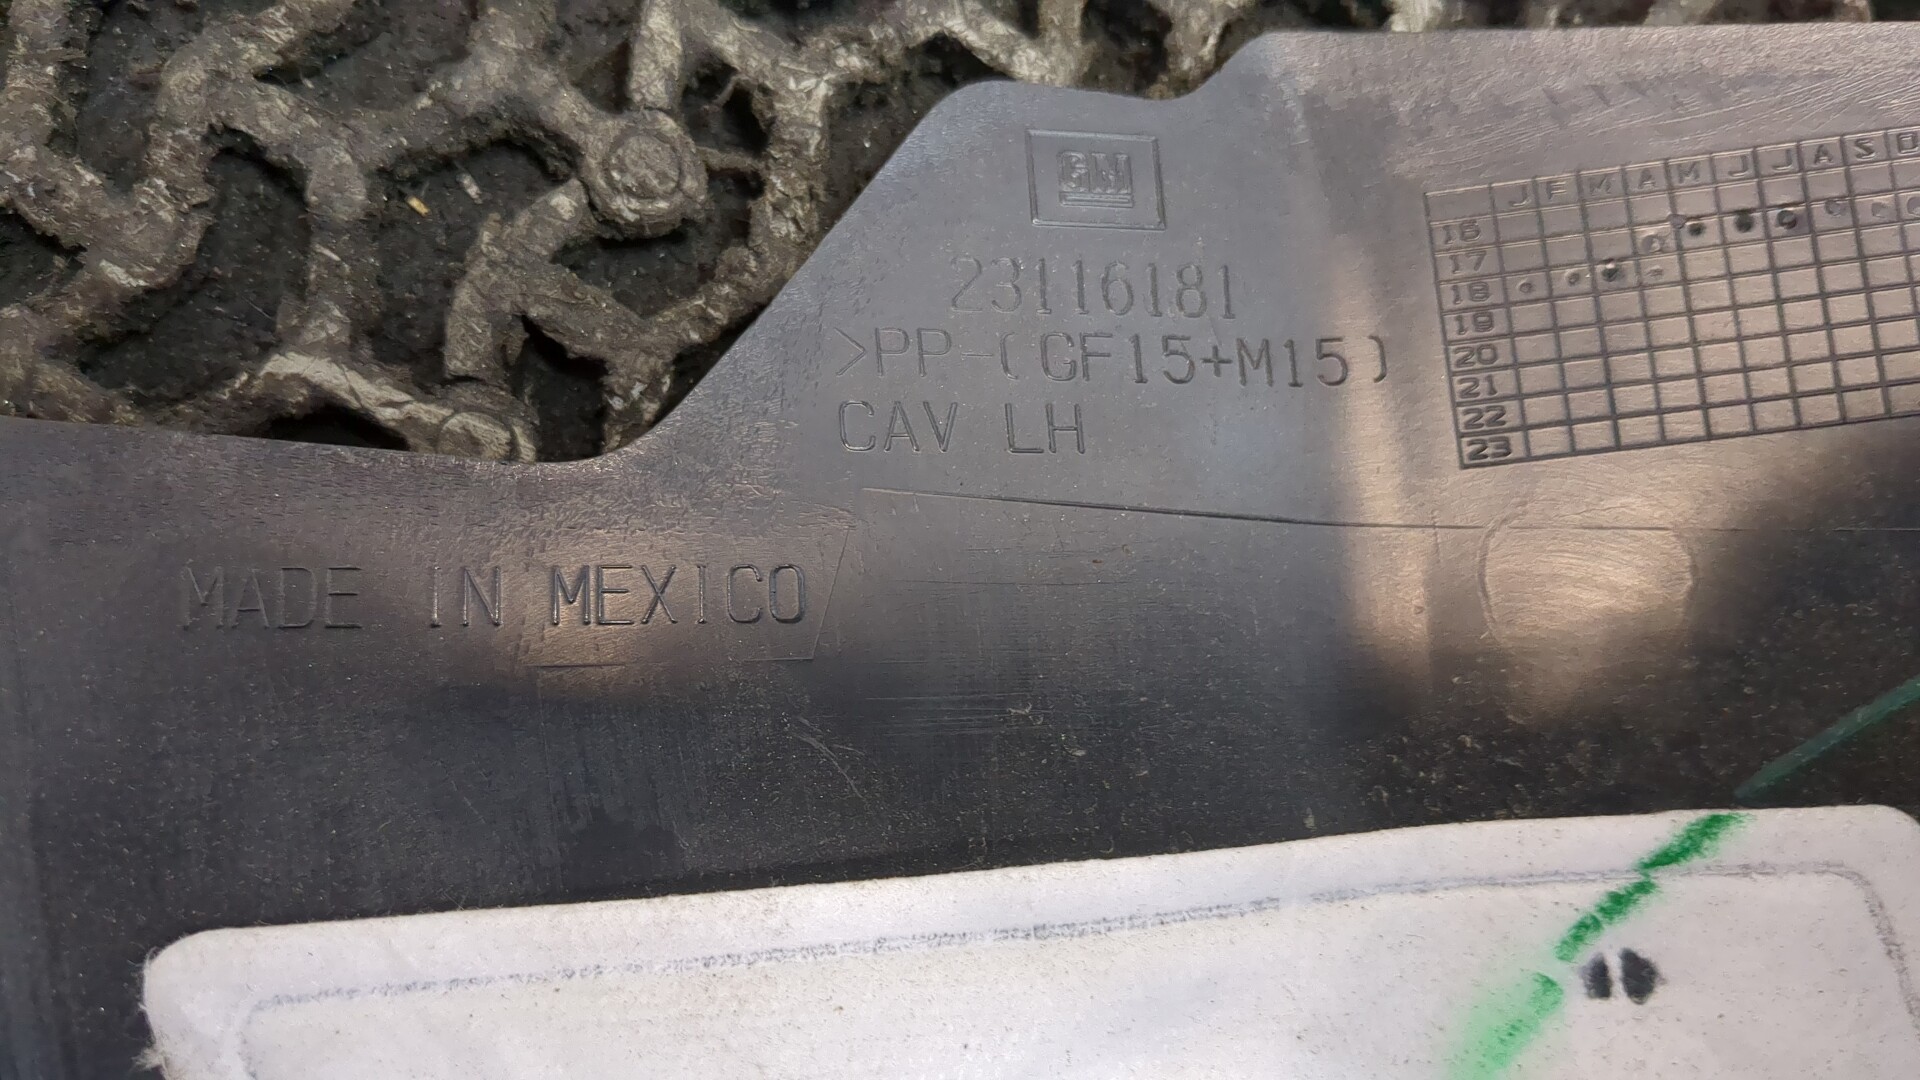 GM
23116181
>PP-(GF15+M15)
CAV LH
MADE IN MEXICO
J F M A M J J A S O
16
17
18
19
20
21
22
23